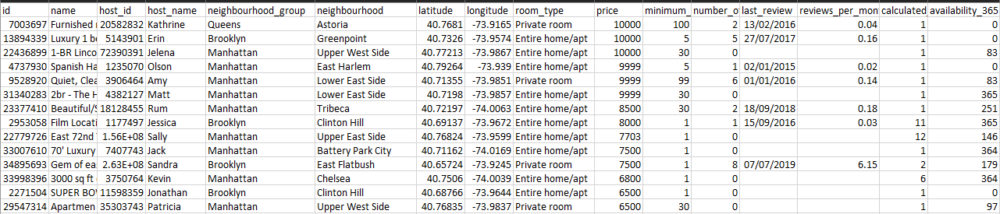 id name host_id host_name neighbourhood_group neighbourhood latitude longitude room_type price minimum_ number_o last_review reviews_per_mon calculated availability_365
7003697 Furnished 20582832 Kathrine Queens Astoria 40.7681 -73.9165 Private room 10000 100 2 13/02/2016 0.04 1 0
13894339 Luxury 1 be 5143901 Erin Brooklyn Greenpoint 40.7326 -73.9574 Entire home/apt 10000 5 5 27/07/2017 0.16 1 0
22436899 1-BR Linco 72390391 Jelena Manhattan Upper West Side 40.77213 -73.9867 Entire home/apt 10000 30 0 1 83
4737930 Spanish Ha 1235070 Olson Manhattan East Harlem 40.79264 -73.939 Entire home/apt 9999 5 1 02/01/2015 0.02 1 0
9528920 Quiet, Clea 3906464 Amy Manhattan Lower East Side 40.71355 -73.9851 Private room 9999 99 6 01/01/2016 0.14 1 83
31340283 2br - The H 4382127 Matt Manhattan Lower East Side 40.7198 -73.9857 Entire home/apt 9999 30 0 1 365
23377410 Beautiful/S 18128455 Rum Manhattan Tribeca 40.72197 -74.0063 Entire home/apt 8500 30 2 18/09/2018 0.18 1 251
2953058 Film Locati 1177497 Jessica Brooklyn Clinton Hill 40.69137 -73.9672 Entire home/apt 8000 1 1 15/09/2016 0.03 11 365
22779726 East 72nd 1.56E+08 Sally Manhattan Upper East Side 40.76824 -73.9599 Entire home/apt 7703 1 0 12 146
33007610 70' Luxury 7407743 Jack Manhattan Battery Park City 40.71162 -74.0169 Entire home/apt 7500 1 0 1 364
34895693 Gem of ea 2.63E+08 Sandra Brooklyn East Flatbush 40.65724 -73.9245 Private room 7500 1 8 07/07/2019 6.15 2 179
33998396 3000 sq ft 3750764 Kevin Manhattan Chelsea 40.7506 -74.0039 Entire home/apt 6800 1 0 6 364
2271504 SUPER BOW 11598359 Jonathan Brooklyn Clinton Hill 40.68766 -73.9644 Entire home/apt 6500 1 0 1 0
29547314 Apartmen 35303743 Patricia Manhattan Upper West Side 40.76835 -73.9837 Private room 6500 30 0 1 97